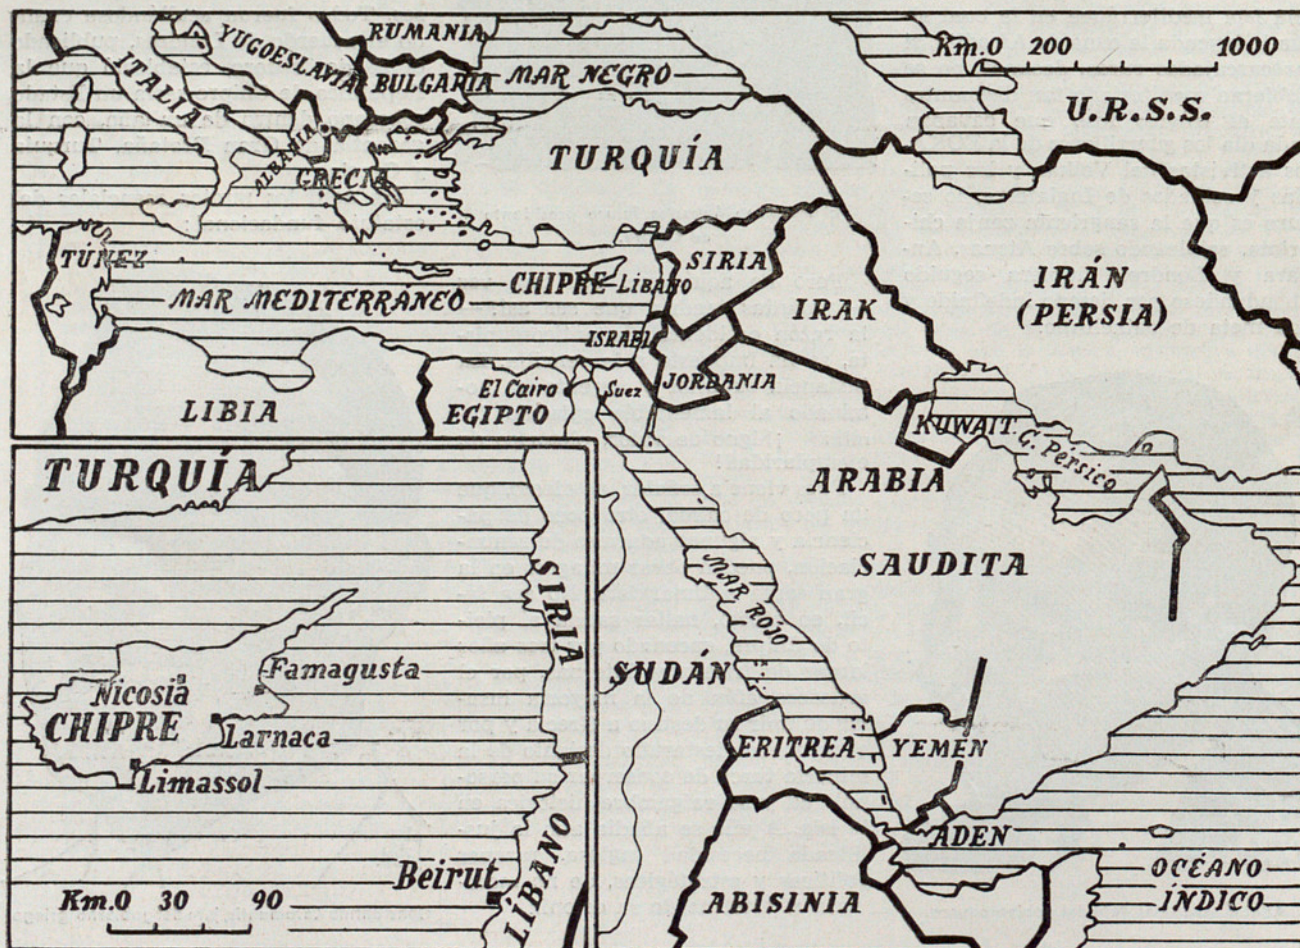 RUMANIA
Km.0 200 1000
YUGOESLAVIA
ITALIA
BULGARIA
MAR NEGRO
U.R.S.S.
ALBANIA
GRECIA
TURQUÍA
TÚNEZ
SIRIA
CHIPRE
LIBANO
IRÁN
(PERSIA)
MAR MEDITERRÁNEO
IRAK
ISRAEL
El Cairo
Suez
JORDANIA
LIBIA
EGIPTO
KUWAIT
G. Pérsico
ARABIA
SAUDITA
MAR ROJO
SUDÁN
ERITREA
YEMEN
ADEN
OCÉANO
ÍNDICO
ABISINIA
TURQUÍA
SIRIA
Famagusta
Nicosia
CHIPRE
Larnaca
Limassol
Beirut
LÍBANO
Km.0 30 90